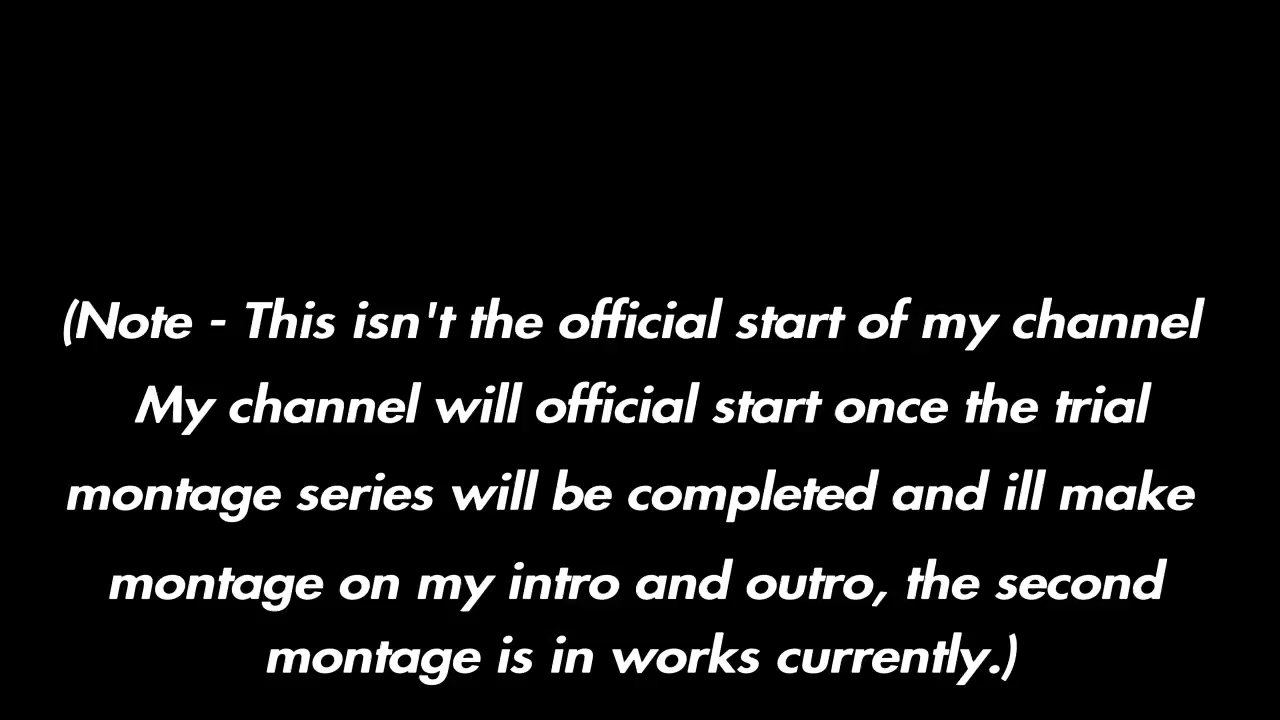 (Note - This isn't the official start of my channel
My channel will official start once the trial
montage series will be completed and ill make
montage on my intro and outro, the second
montage is in works currently.)